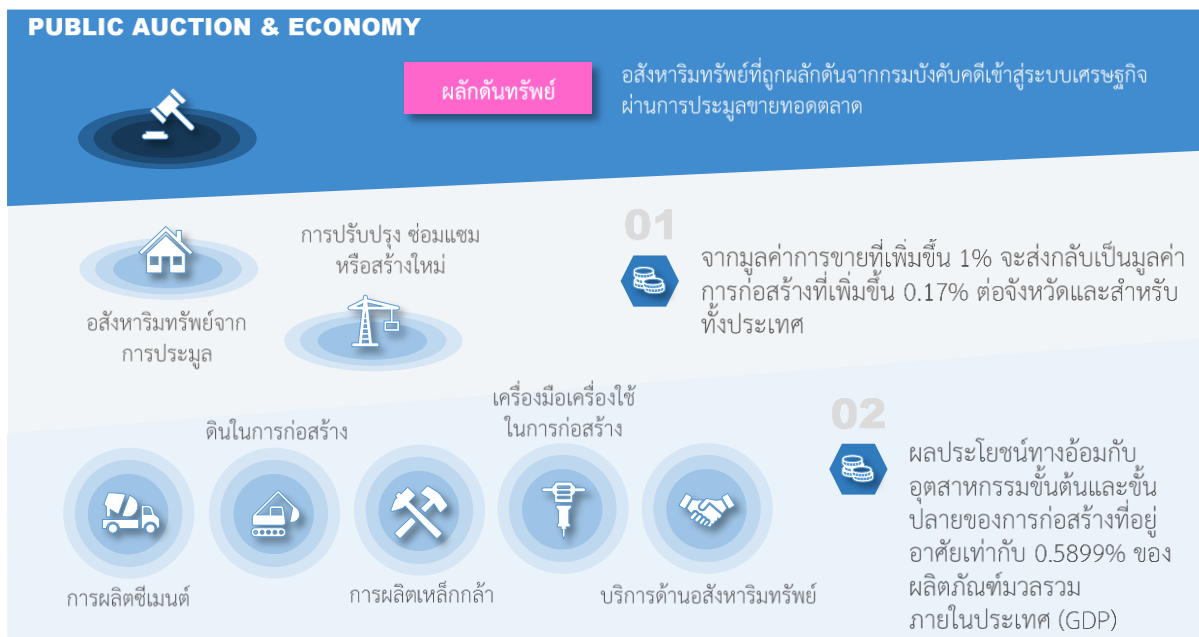 PUBLIC AUCTION & ECONOMY
ผลักดันทรัพย์
อสังหาริมทรัพย์ที่ถูกผลักดันจากกรมบังคับคดีเข้าสู่ระบบเศรษฐกิจ
ผ่านการประมูลขายทอดตลาด
การปรับปรุง ซ่อมแซม
หรือสร้างใหม่
อสังหาริมทรัพย์จาก
การประมูล
01
จากมูลค่าการขายที่เพิ่มขึ้น 1% จะส่งกลับเป็นมูลค่า
การก่อสร้างที่เพิ่มขึ้น 0.17% ต่อจังหวัดและสำหรับ
ทั้งประเทศ
ดินในการก่อสร้าง
เครื่องมือเครื่องใช้
ในการก่อสร้าง
การผลิตซีเมนต์
การผลิตเหล็กกล้า
บริการด้านอสังหาริมทรัพย์
02
ผลประโยชน์ทางอ้อมกับ
อุตสาหกรรมขั้นต้นและขั้น
ปลายของการก่อสร้างที่อยู่
อาศัยเท่ากับ 0.5899% ของ
ผลิตภัณฑ์มวลรวม
ภายในประเทศ (GDP)